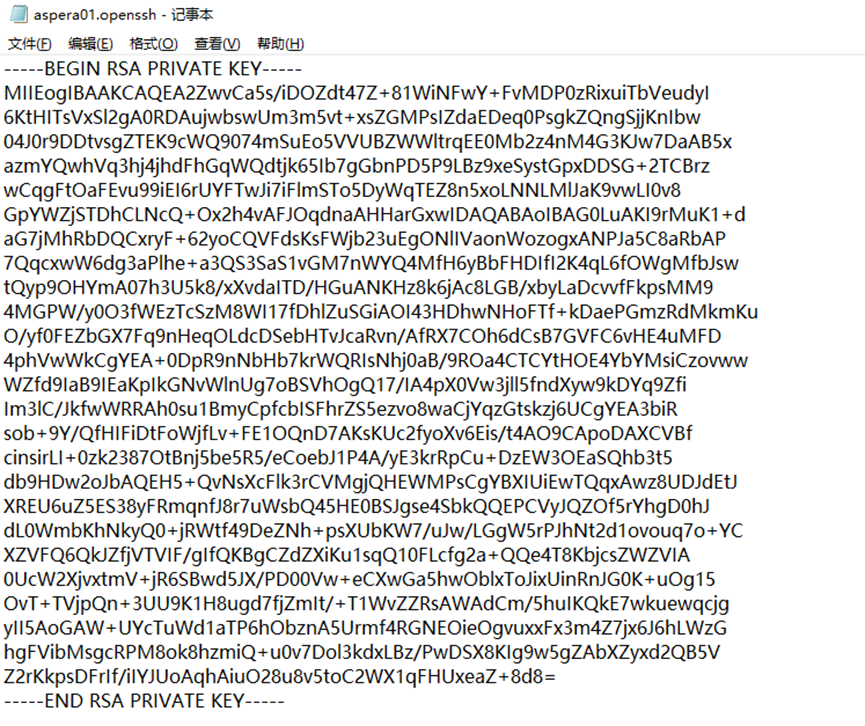 aspera01.openssh - 记事本
文件(F) 编辑(E) 格式(O) 查看(V) 帮助(H)
-----BEGIN RSA PRIVATE KEY-----
MIIEogIBAAKCAQEA2ZwvCa5s/iDOZdt47Z+81WiNFwY+FvMDP0zRixuiTbVeudyI
6KtHITsVxSl2gA0RDAujwbswUm3m5vt+xsZGMPsIZdaEDeq0PsgkZQngSjjKnIbw
04J0r9DDtvsgZTEK9cWQ9074mSuEo5VVUBZWWltrqEE0Mb2z4nM4G3KJw7DaAB5x
azmYQwhVq3hj4jhdFhGqWQdtjk65Ib7gGbnPD5P9LBz9xeSystGpxDDSG+2TCBrz
wCqgFtOaFEvu99iEI6rUYFTwJi7iFlmSTo5DyWqTEZ8n5xoLNNLMlJaK9vwLI0v8
GpYWZjSTDhCLNcQ+Ox2h4vAFJOqdnaAHHarGxwIDAQABAoIBAG0LuAKI9rMuK1+d
aG7jMhRbDQCxryF+62yoCQVFdsKsFWjb23uEgONlIVaonWozogxANPJa5C8aRbAP
7QqcxwW6dg3aPlhe+a3QS3SaS1vGM7nWYQ4MfH6yBbFHDIfI2K4qL6fOWgMfbJsw
tQyp9OHYmA07h3U5k8/xXvdaITD/HGuANKHz8k6jAc8LGB/xbyLaDcvvfFkpsMM9
4MGPW/y0O3fWEzTcSzM8WI17fDhlZuSGiAOI43HDhwNHoFTf+kDaePGmzRdMkmKu
O/yf0FEZbGX7Fq9nHeqOLdcDSebHTvJcaRvn/AfRX7COh6dCsB7GVFC6vHE4uMFD
4phVwWkCgYEA+0DpR9nNbHb7krWQRIsNhj0aB/9ROa4CTCYtHOE4YbYMsiCzovww
WZfd9IaB9IEaKpIkGNvWlnUg7oBSVhOgQ17/IA4pX0Vw3jll5fndXyw9kDYq9Zfi
Im3lC/JkfwWRRAh0su1BmyCpfcbISFhrZS5ezvo8waCjYqzGtskzj6UCgYEA3biR
sob+9Y/QfHIFiDtFoWjfLv+FE1OQnD7AKsKUc2fyoXv6Eis/t4AO9CApoDAXCVBf
cinsirLI+0zk2387OtBnj5be5R5/eCoebJ1P4A/yE3krRpCu+DzEW3OEaSQhb3t5
db9HDw2oJbAQEH5+QvNsXcFlk3rCVMgjQHEWMPsCgYBXIUiEwTQqxAwz8UDJdEtJ
XREU6uZ5ES38yFRmqnfJ8r7uWsbQ45HE0BSJgse4SbkQQEPCVyJQZOf5rYhgD0hJ
dL0WmbKhNkyQ0+jRWtf49DeZNh+psXUbKW7/uJw/LGgW5rPJhNt2d1ovouq7o+YC
XZVFQ6QkJZfjVTVIF/gIfQKBgCZdZXiKu1sqQ10FLcfg2a+QQe4T8KbjcsZWZVIA
0UcW2XjvxtmV+jR6SBwd5JX/PD00Vw+eCXwGa5hwOblxToJixUinRnJG0K+uOg15
OvT+TVjpQn+3UU9K1H8ugd7fjZmIt/+T1WvZZRsAWAdCm/5huIKQkE7wkuewqcjg
yII5AoGAW+UYcTuWd1aTP6hObznA5Urmf4RGNEOieOgvuxxFx3m4Z7jx6J6hLWzG
hgFVibMsgcRPM8ok8hzmiQ+u0v7Dol3kdxLBz/PwDSX8KIg9w5gZAbXZyxd2QB5V
Z2rKkpsDFrIf/iIYJUoAqhAiuO28u8v5toC2WX1qFHUxeaZ+8d8=
-----END RSA PRIVATE KEY-----